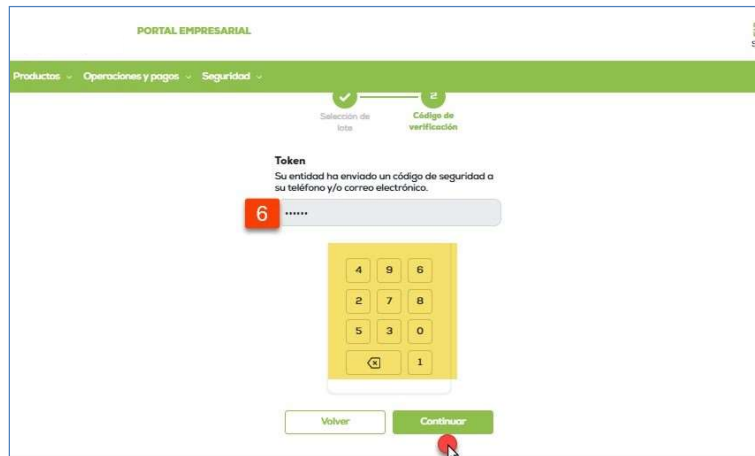 PORTAL EMPRESARIAL
Productos Operaciones y pagos Seguridad
2
Selección de
lote
Código de
verificación
Token
Su entidad ha enviado un código de seguridad a
su teléfono y/o correo electrónico.
6 ••••••
4 9 6
2 7 8
5 3 0
1
Volver Continuar